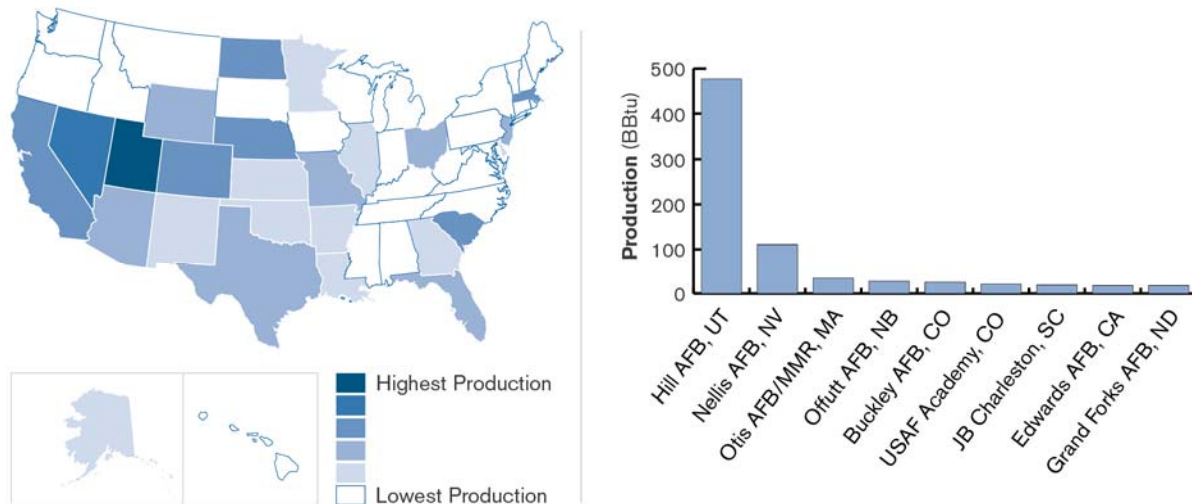 Highest Production
Lowest Production
Production (BBtu)
500
400
300
200
100
0
Hill AFB, UT
Nellis AFB, NV
Otis AFB/MMR, MA
Offutt AFB, NB
Buckley AFB, CO
USAF Academy, CO
JB Charleston, SC
Edwards AFB, CA
Grand Forks AFB, ND